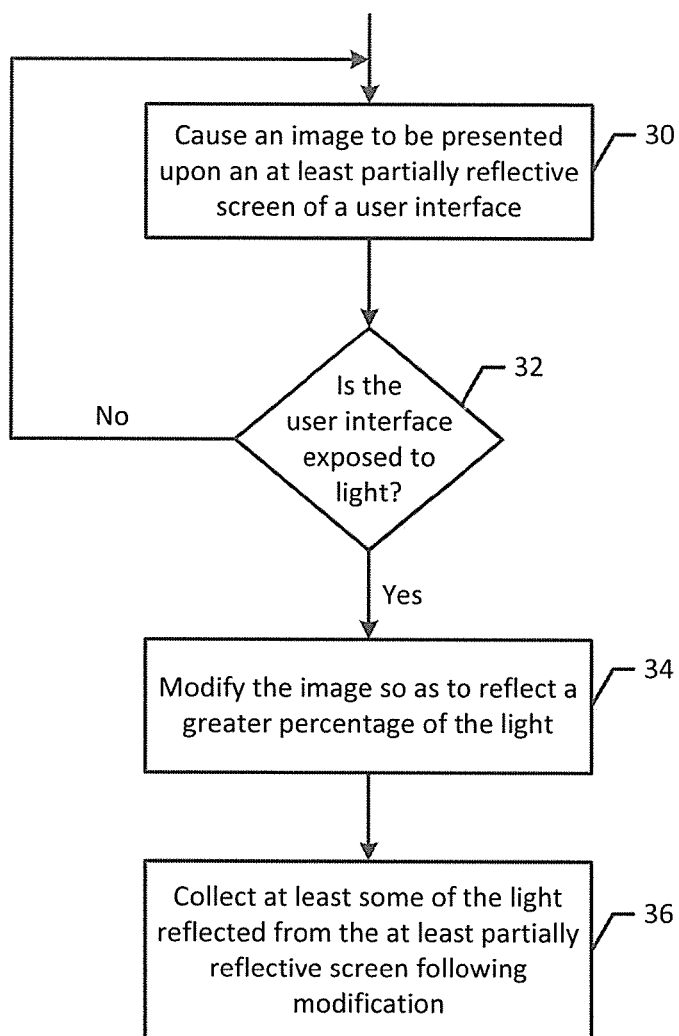 Cause an image to be presented
upon an at least partially reflective
screen of a user interface
30
32
Is the
user interface
exposed to
light?
No
Yes
Modify the image so as to reflect a
greater percentage of the light
34
Collect at least some of the light
reflected from the at least partially
reflective screen following
modification
36